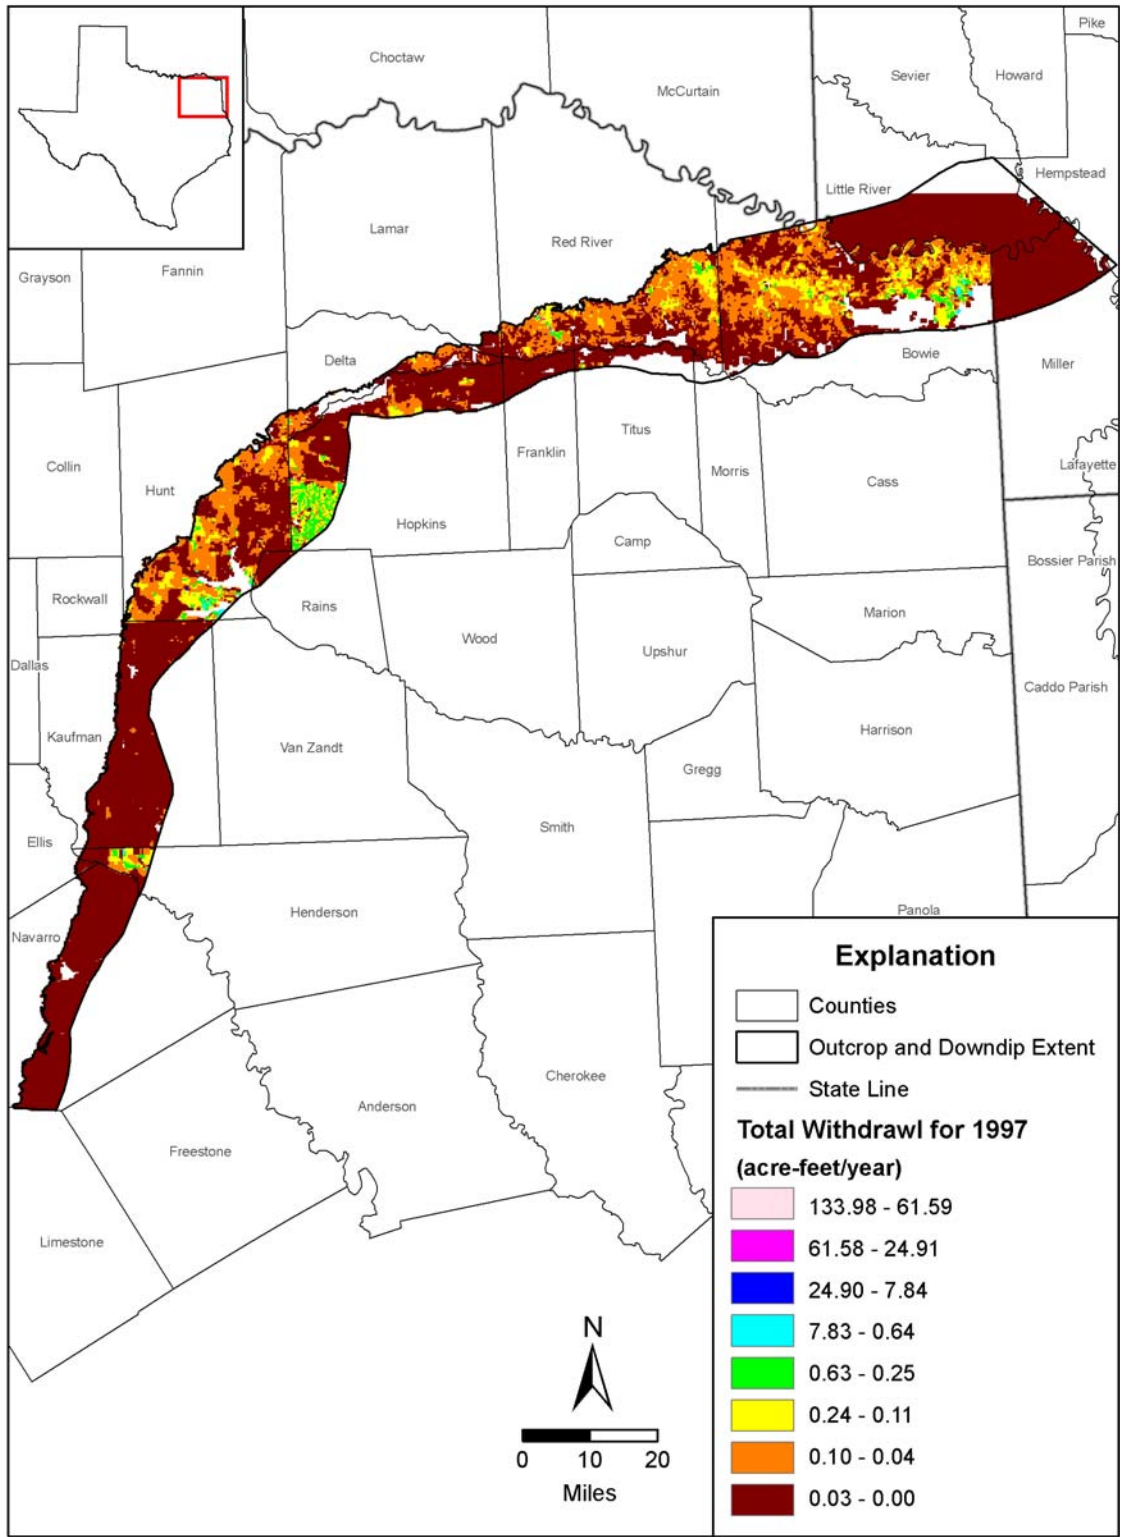 Pike
Choctaw
McCurtain
Sevier
Howard
Hempstead
Little River
Lamar
Red River
Grayson
Fannin
Delta
Bowie
Miller
Titus
Franklin
Morris
Cass
Lafayette
Collin
Hunt
Hopkins
Camp
Bossier Parish
Rockwall
Rains
Marion
Wood
Upshur
Dallas
Caddo Parish
Kaufman
Van Zandt
Harrison
Gregg
Smith
Ellis
Henderson
Panola
Navarro
Cherokee
Anderson
Freestone
Limestone
Explanation
Counties
Outcrop and Downdip Extent
State Line
Total Withdrawl for 1997
(acre-feet/year)
133.98 - 61.59
61.58 - 24.91
24.90 - 7.84
7.83 - 0.64
0.63 - 0.25
0.24 - 0.11
0.10 - 0.04
0.03 - 0.00
N
0 10 20
Miles